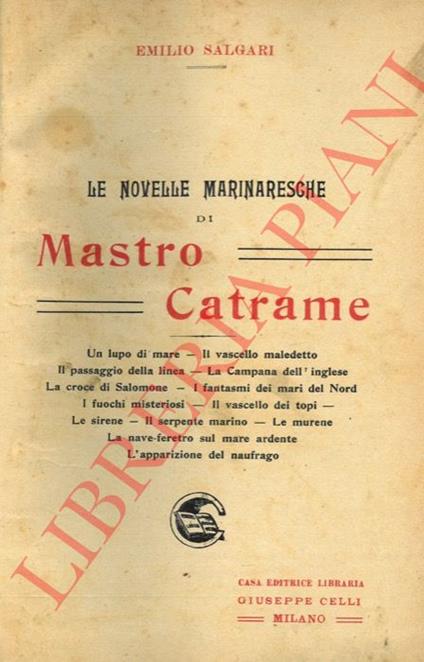 EMILIO SALGARI
LE NOVELLE MARINARESCHE
DI
Mastro
Catrame
Un lupo di mare — Il vascello maledetto
Il passaggio della linea — La Campana dell' inglese
La croce di Salomone — I fantasmi dei mari del Nord
I fuochi misteriosi — Il vascello dei topi —
Le sirene — Il serpente marino — Le murene
La nave-feretro sul mare ardente
L'apparizione del naufrago
CASA EDITRICE LIBRARIA
GIUSEPPE CELLI
MILANO
LIBRERIA PIANI